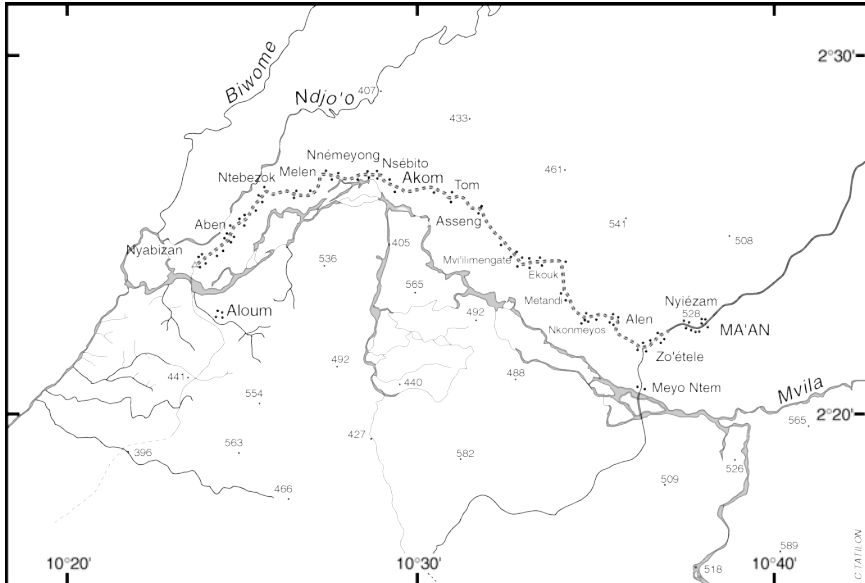 2°30'
Biwome
Ndjo'o
407
433
461
Nnémeyong
Nsébito
Melen
Akom
Ntebezok
Tom
Aben
Asseng
541
508
Nyabizan
405
Mvi'ilimengate
536
Ekouk
565
Metandi
Nyiézam
528
Aloum
492
Alen
MA'AN
Nkonmeyos
Zo'étele
492
488
441
440
Meyo Ntem
Mvila
554
2°20'
565
427
396
563
582
526
509
466
589
518
10°20'
10°30'
10°40'
C.TATILON